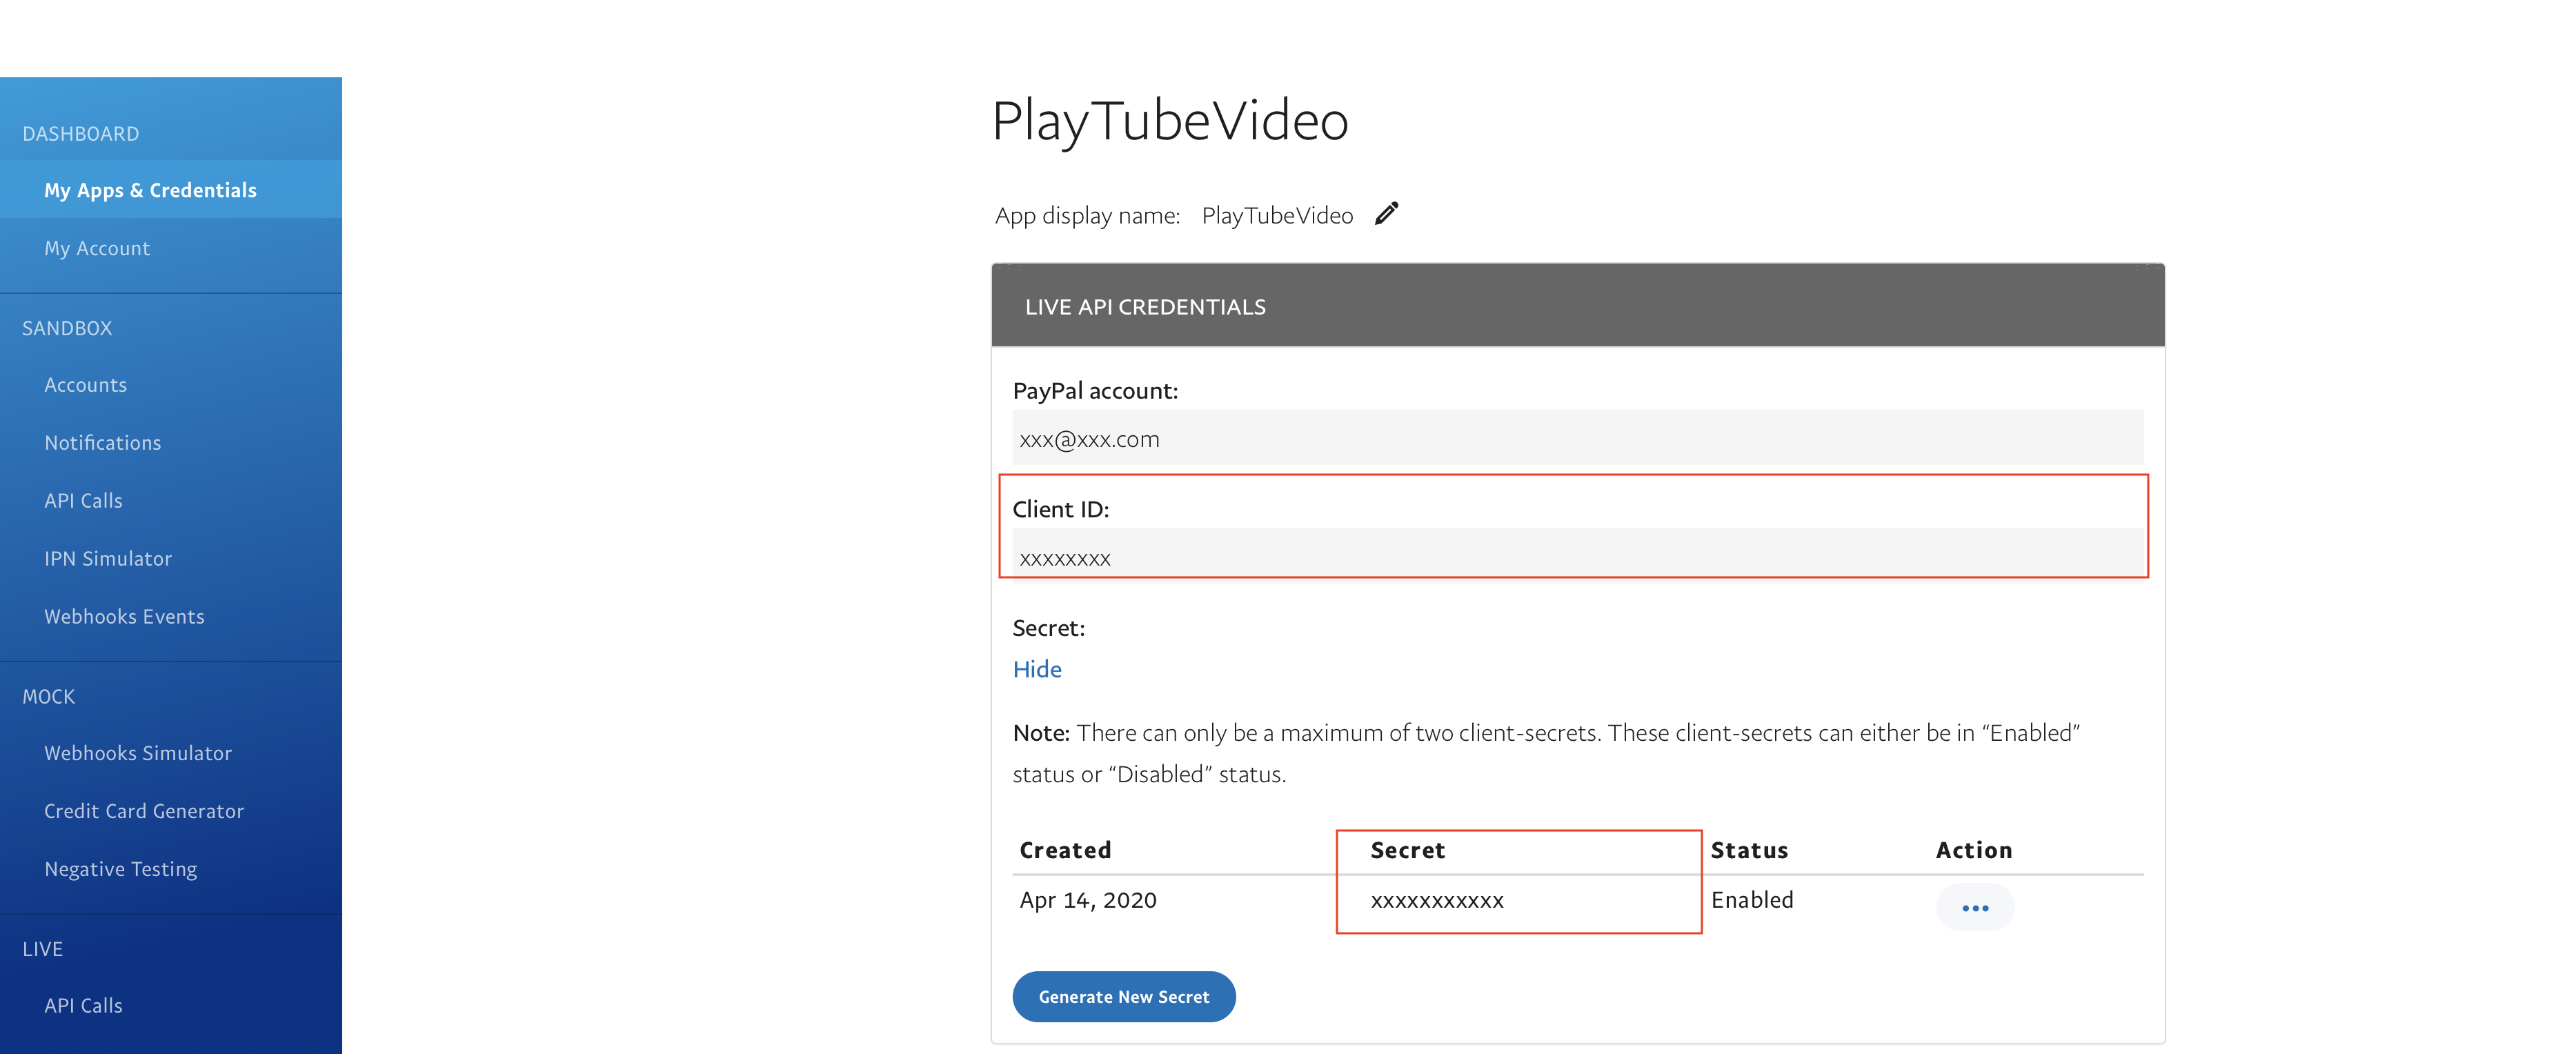 DASHBOARD
My Apps & Credentials
My Account
SANDBOX
Accounts
Notifications
API Calls
IPN Simulator
Webhooks Events
MOCK
Webhooks Simulator
Credit Card Generator
Negative Testing
LIVE
API Calls
PlayTubeVideo
App display name: PlayTubeVideo
LIVE API CREDENTIALS
PayPal account:
xxx@xxx.com
Client ID:
xxxxxxxx
Secret:
Hide
Note: There can only be a maximum of two client-secrets. These client-secrets can either be in “Enabled”
status or “Disabled” status.
Created Secret Status Action
Apr 14, 2020 xxxxxxxxxxx Enabled
Generate New Secret